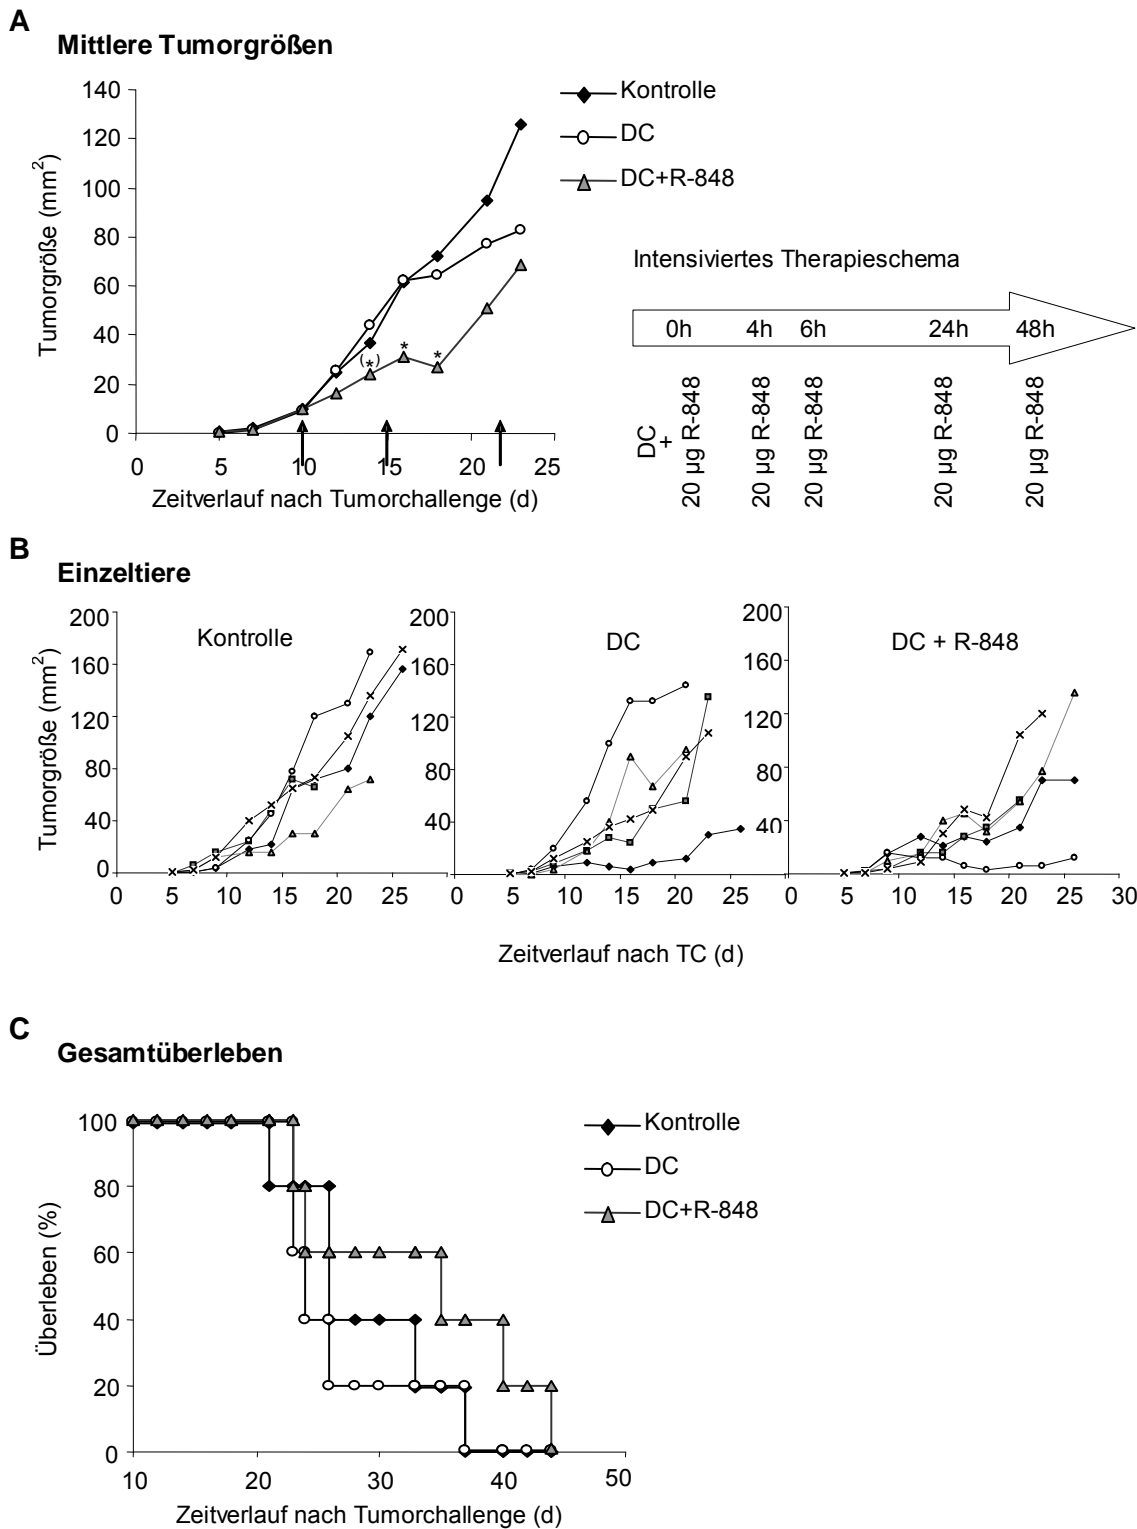 A
Mittlere Tumorgrößen
140
120
100
80
60
40
20
0
Tumorgröße (mm²)
(*)
*
*
0 5 10 15 20 25
Zeitverlauf nach Tumorchallenge (d)
Kontrolle
DC
DC+R-848
Intensiviertes Therapieschema
0h 4h 6h 24h 48h
DC
+
20 µg R-848
20 µg R-848
20 µg R-848
20 µg R-848
20 µg R-848
B
Einzeltiere
Tumorgröße (mm²)
Kontrolle
200
160
120
80
40
0
0 5 10 15 20 25
DC
200
160
120
80
40
0 5 10 15 20 25
DC + R-848
200
160
120
80
40
0 5 10 15 20 25 30
Zeitverlauf nach TC (d)
C
Gesamtüberleben
100
80
60
40
20
0
Überleben (%)
10 20 30 40 50
Zeitverlauf nach Tumorchallenge (d)
Kontrolle
DC
DC+R-848